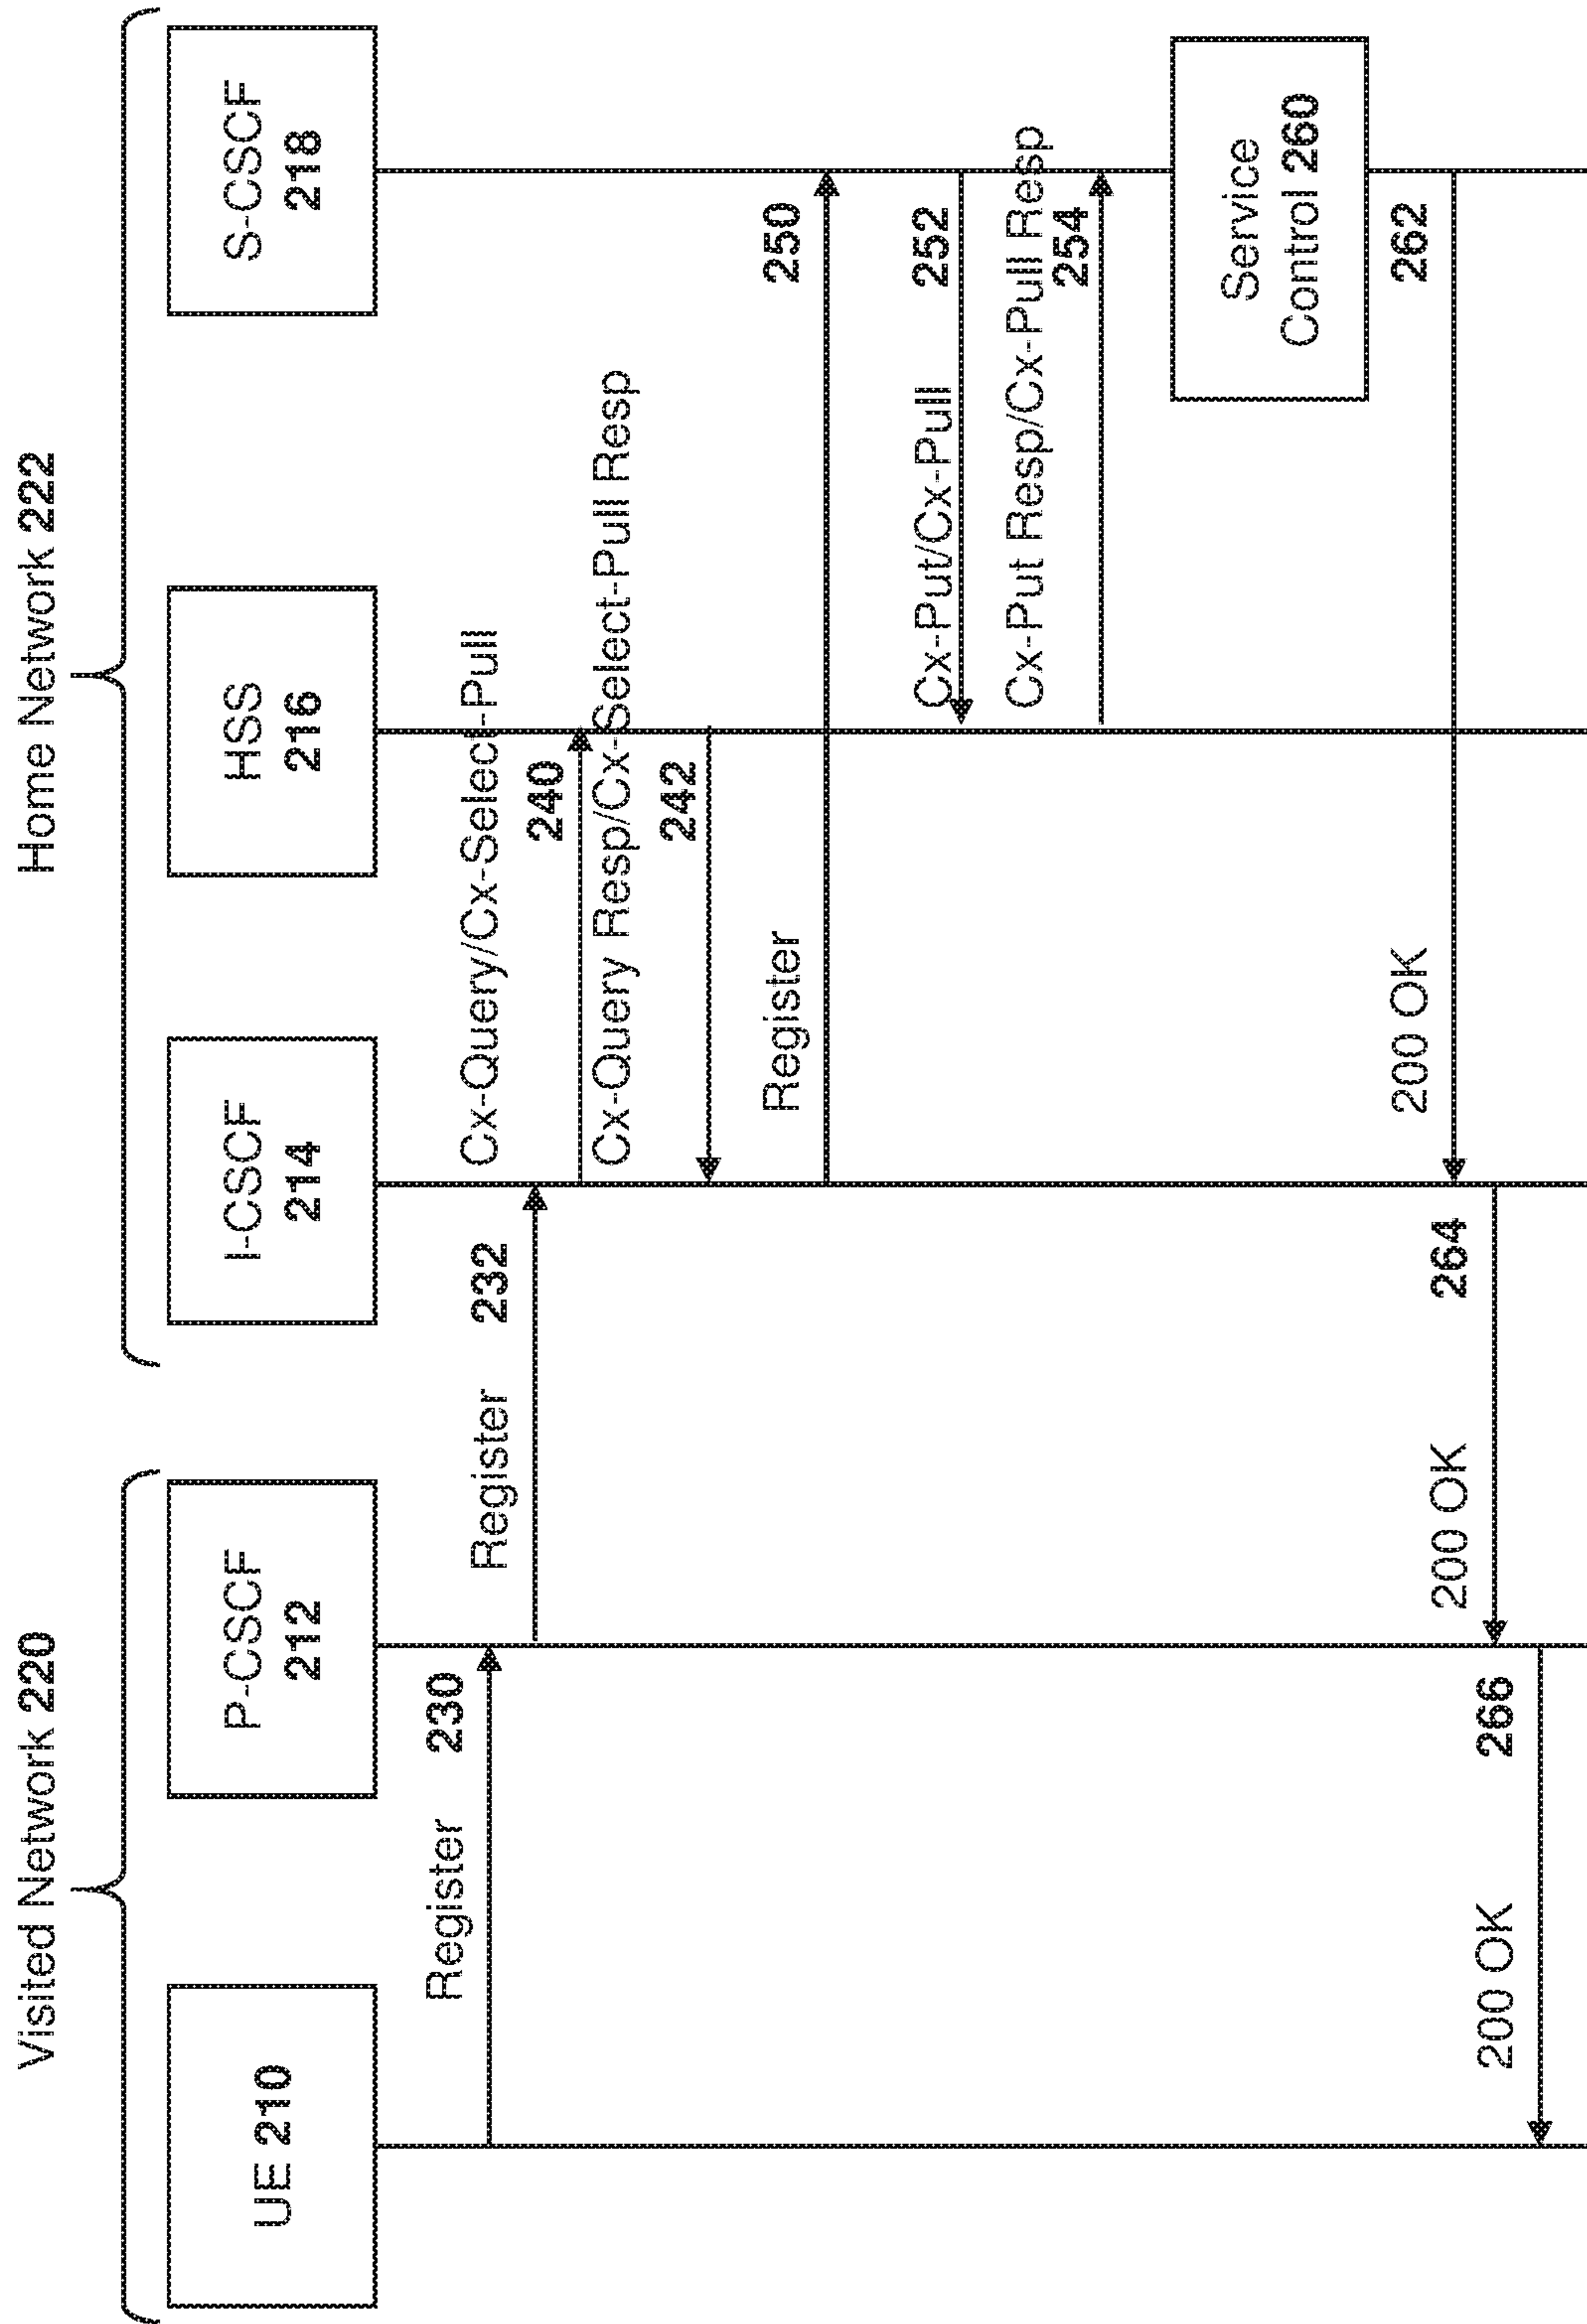 Visited Network 220
Home Network 222
UE 210
P-CSCF
212
I-CSCF
214
HSS
216
S-CSCF
218
Register
230
Register
232
Cx-Query/Cx-Select-Pull
240
Cx-Query Resp/Cx-Select-Pull Resp
242
Register
250
Cx-Put/Cx-Pull
252
Cx-Put Resp/Cx-Pull Resp
254
Service
Control 260
200 OK
262
200 OK
264
200 OK
266